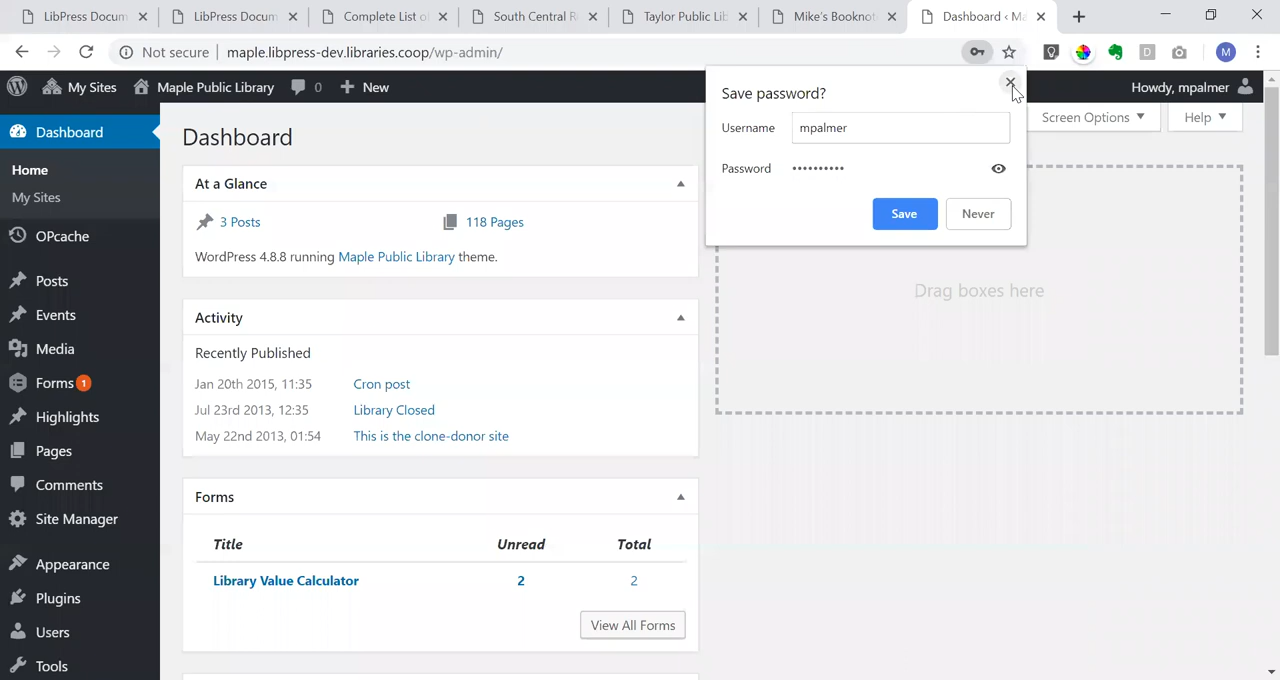 LibPress Docum
LibPress Docum
Complete List o
South Central R
Taylor Public Lib
Mike's Booknot
Dashboard ‹ Ma
Not secure maple.libpress-dev.libraries.coop/wp-admin/
D
M
My Sites Maple Public Library 0 New Howdy, mpalmer
Save password?
Username mpalmer
Password ••••••••••
Save Never
Screen Options Help
Dashboard
Home
My Sites
OPcache
Posts
Events
Media
Forms 1
Highlights
Pages
Comments
Site Manager
Appearance
Plugins
Users
Tools
Dashboard
At a Glance
3 Posts 118 Pages
WordPress 4.8.8 running Maple Public Library theme.
Activity
Recently Published
Jan 20th 2015, 11:35 Cron post
Jul 23rd 2013, 12:35 Library Closed
May 22nd 2013, 01:54 This is the clone-donor site
Forms
Title Unread Total
Library Value Calculator 2 2
View All Forms
Drag boxes here